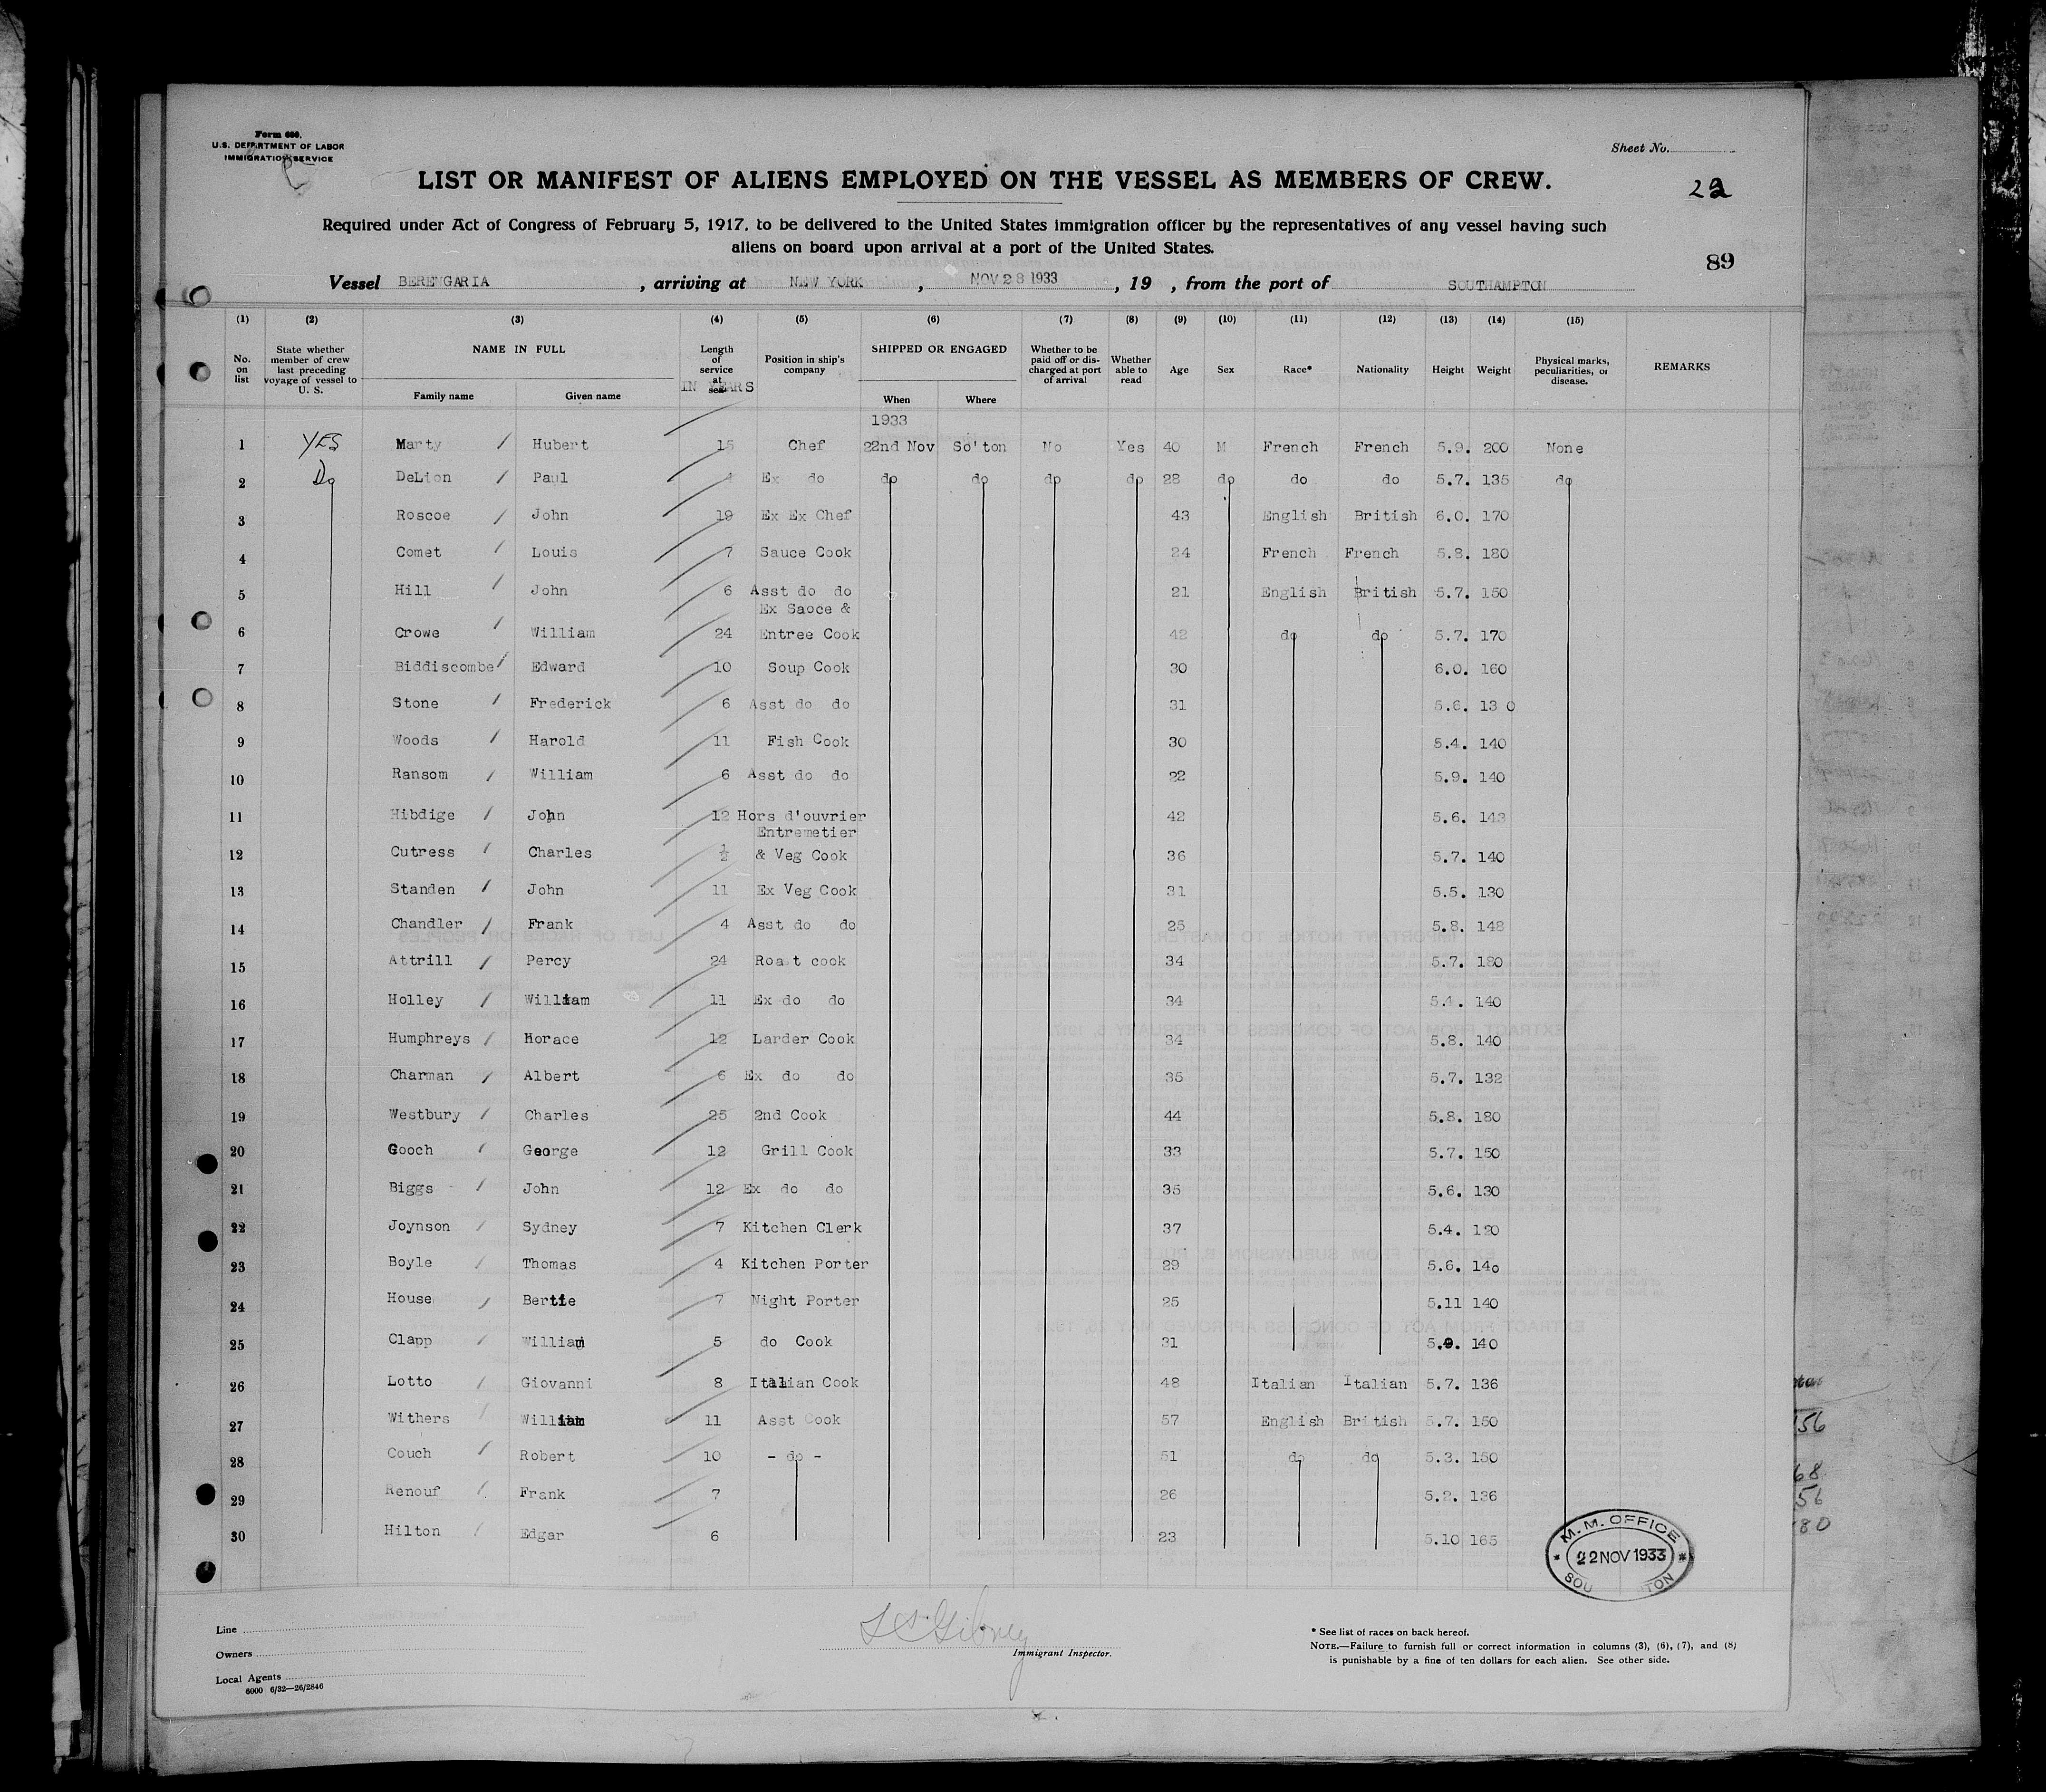 Form 680.
U.S. DEPARTMENT OF LABOR
IMMIGRATION SERVICE
Sheet No.
LIST OR MANIFEST OF ALIENS EMPLOYED ON THE VESSEL AS MEMBERS OF CREW.
22
Required under Act of Congress of February 5, 1917, to be delivered to the United States immigration officer by the representatives of any vessel having such
aliens on board upon arrival at a port of the United States.
89
Vessel BERENGARIA , arriving at NEW YORK , NOV 28 1933 , 19 , from the port of SOUTHAMPTON
(1) (2) (3) (4) (5) (6) (7) (8) (9) (10) (11) (12) (13) (14) (15)
No. on list State whether member of crew last preceding voyage of vessel to U. S. NAME IN FULL Family name Given name Length of service at sea IN YEARS Position in ship's company SHIPPED OR ENGAGED When Where Whether to be paid off or discharged at port of arrival Whether able to read Age Sex Race* Nationality Height Weight Physical marks, peculiarities, or disease. REMARKS
1933
1 YES Marty / Hubert 15 Chef 22nd Nov So'ton No Yes 40 M French French 5.9. 200 None
2 Do DeLion / Paul 4 Ex do do do do do 28 do do do 5.7. 135 do
3 Roscoe / John 19 Ex Ex Chef 43 English British 6.0. 170
4 Comet / Louis 7 Sauce Cook 24 French French 5.8. 180
5 Hill / John 6 Asst do do 21 English British 5.7. 150
Ex Saoce &
6 Crowe / William 24 Entree Cook 42 do do 5.7. 170
7 Biddiscombe / Edward 10 Soup Cook 30 6.0. 160
8 Stone / Frederick 6 Asst do do 31 5.6. 13 0
9 Woods / Harold 11 Fish Cook 30 5.4. 140
10 Ransom / William 6 Asst do do 22 5.9. 140
11 Hibdige / John 12 Hors d'ouvrier 42 5.6. 143
Entremetier
12 Cutress / Charles ½ & Veg Cook 36 5.7. 140
13 Standen / John 11 Ex Veg Cook 31 5.5. 130
14 Chandler / Frank 4 Asst do do 25 5.8. 148
15 Attrill / Percy 24 Roa t cook 34 5.7. 180
16 Holley / William 11 Ex do do 34 5.4. 140
17 Humphreys / Horace 12 Larder Cook 34 5.8. 140
18 Charman / Albert 6 Ex do do 35 5.7. 132
19 Westbury / Charles 25 2nd Cook 44 5.8. 180
20 Gooch / George 12 Grill Cook 33 5.7. 150
21 Biggs / John 12 Ex do do 35 5.6. 130
22 Joynson / Sydney 7 Kitchen Clerk 37 5.4. 120
23 Boyle / Thomas 4 Kitchen Porter 29 5.6. 140
24 House / Bertie 7 Night Porter 25 5.11 140
25 Clapp / William 5 do Cook 31 5.9. 140
26 Lotto / Giovanni 8 Italian Cook 48 Italian Italian 5.7. 136
27 Withers / William 11 Asst Cook 57 English British 5.7. 150
28 Couch / Robert 10 - do - 51 do do 5.3. 150
29 Renouf / Frank 7 26 5.2. 136
30 Hilton / Edgar 6 23 5.10 165
M. M. OFFICE
22 NOV 1933
Line
Owners
Local Agents
6000 6/32—26/2846
Immigrant Inspector.
* See list of races on back hereof.
NOTE.—Failure to furnish full or correct information in columns (3), (6), (7), and (8)
is punishable by a fine of ten dollars for each alien. See other side.